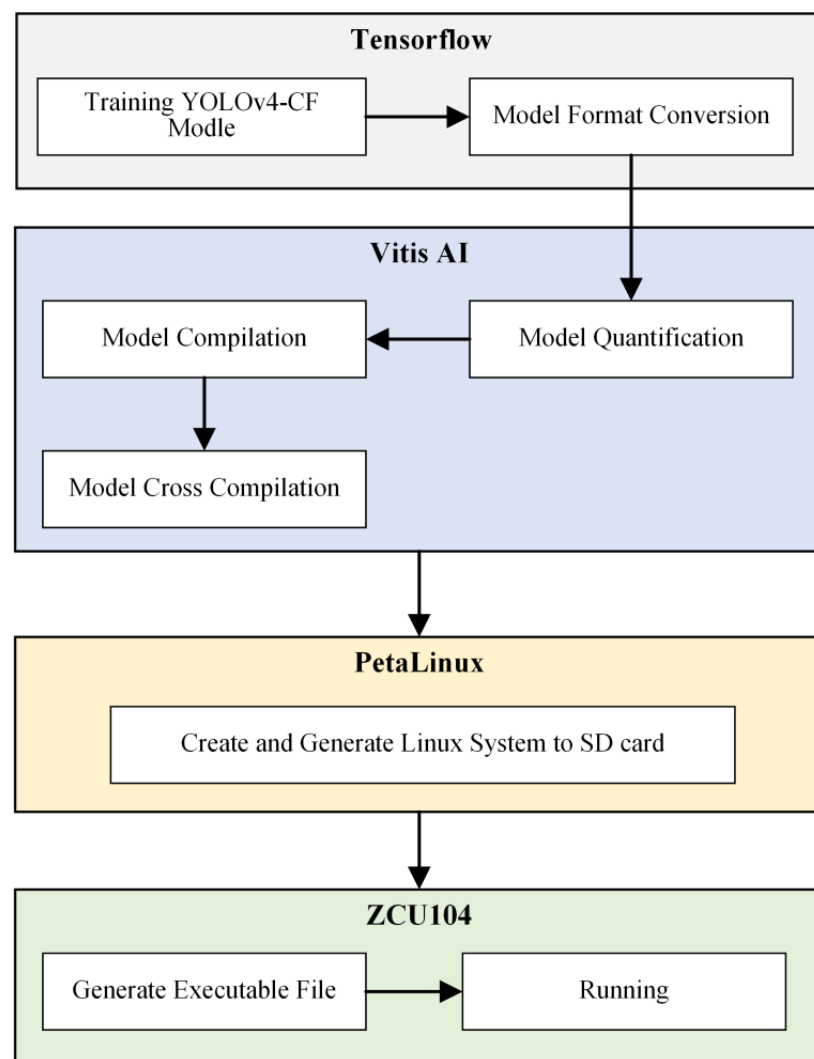 Tensorflow
Training YOLOv4-CF
Modle
Model Format Conversion
Vitis AI
Model Compilation
Model Quantification
Model Cross Compilation
PetaLinux
Create and Generate Linux System to SD card
ZCU104
Generate Executable File
Running